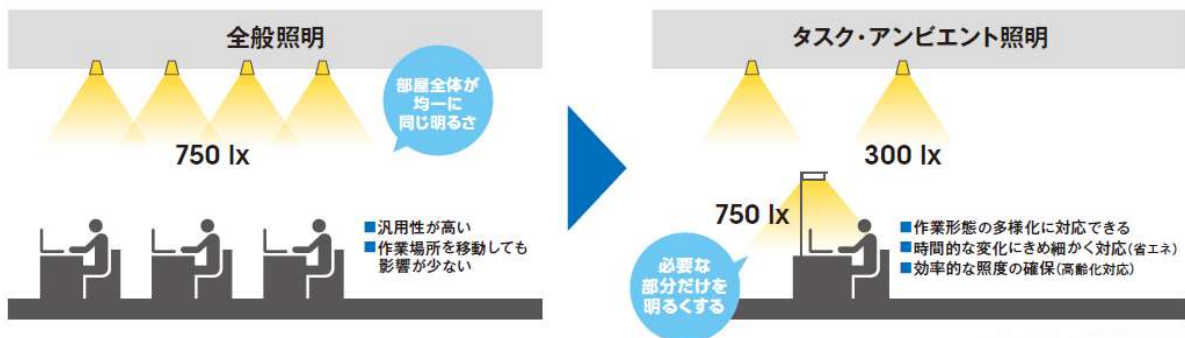 全般照明
部屋全体が
均一に
同じ明るさ
750 lx
■汎用性が高い
■作業場所を移動しても
影響が少ない
タスク・アンビエント照明
300 lx
750 lx
必要な
部分だけを
明るくする
■作業形態の多様化に対応できる
■時間的な変化にきめ細かく対応(省エネ)
■効率的な照度の確保(高齢化対応)